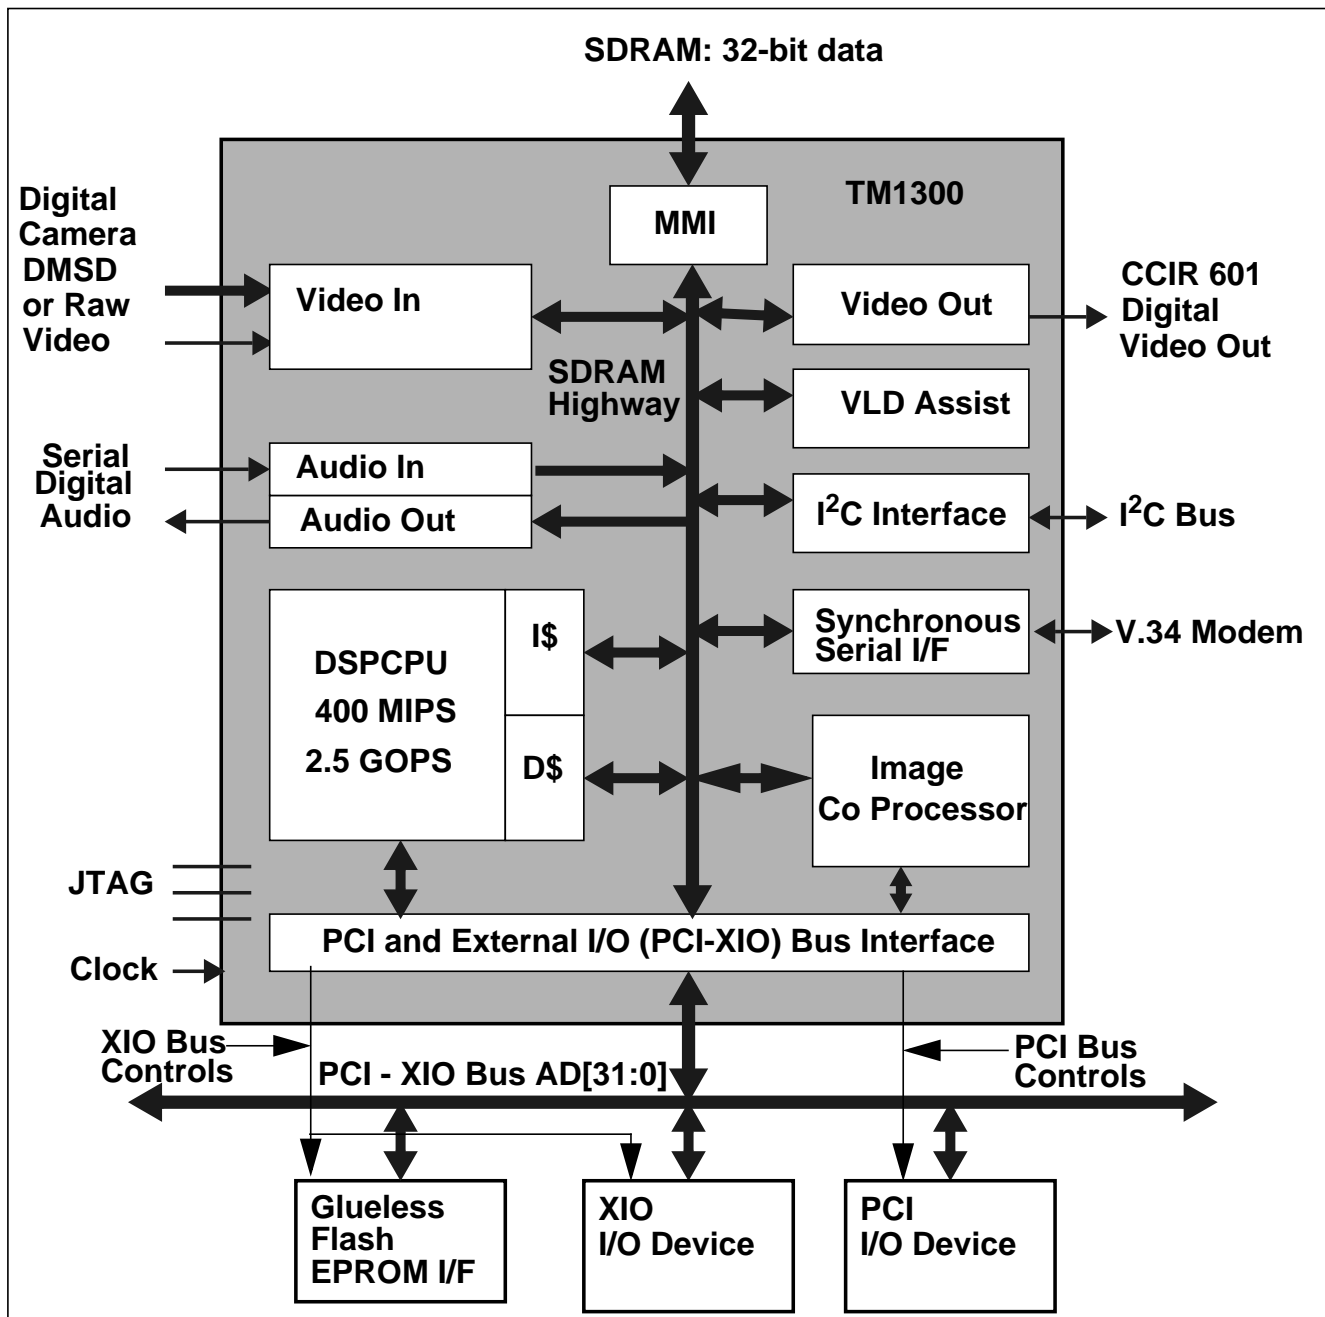 SDRAM: 32-bit data
TM1300
MMI
Digital
Camera
DMSD
or Raw
Video
Video In
Video Out
CCIR 601
Digital
Video Out
SDRAM
Highway
VLD Assist
Serial
Digital
Audio
Audio In
Audio Out
I²C Interface
I²C Bus
DSPCPU
400 MIPS
2.5 GOPS
I$
D$
Synchronous
Serial I/F
V.34 Modem
Image
Co Processor
JTAG
PCI and External I/O (PCI-XIO) Bus Interface
Clock
XIO Bus
Controls
PCI - XIO Bus AD[31:0]
PCI Bus
Controls
Glueless
Flash
EPROM I/F
XIO
I/O Device
PCI
I/O Device